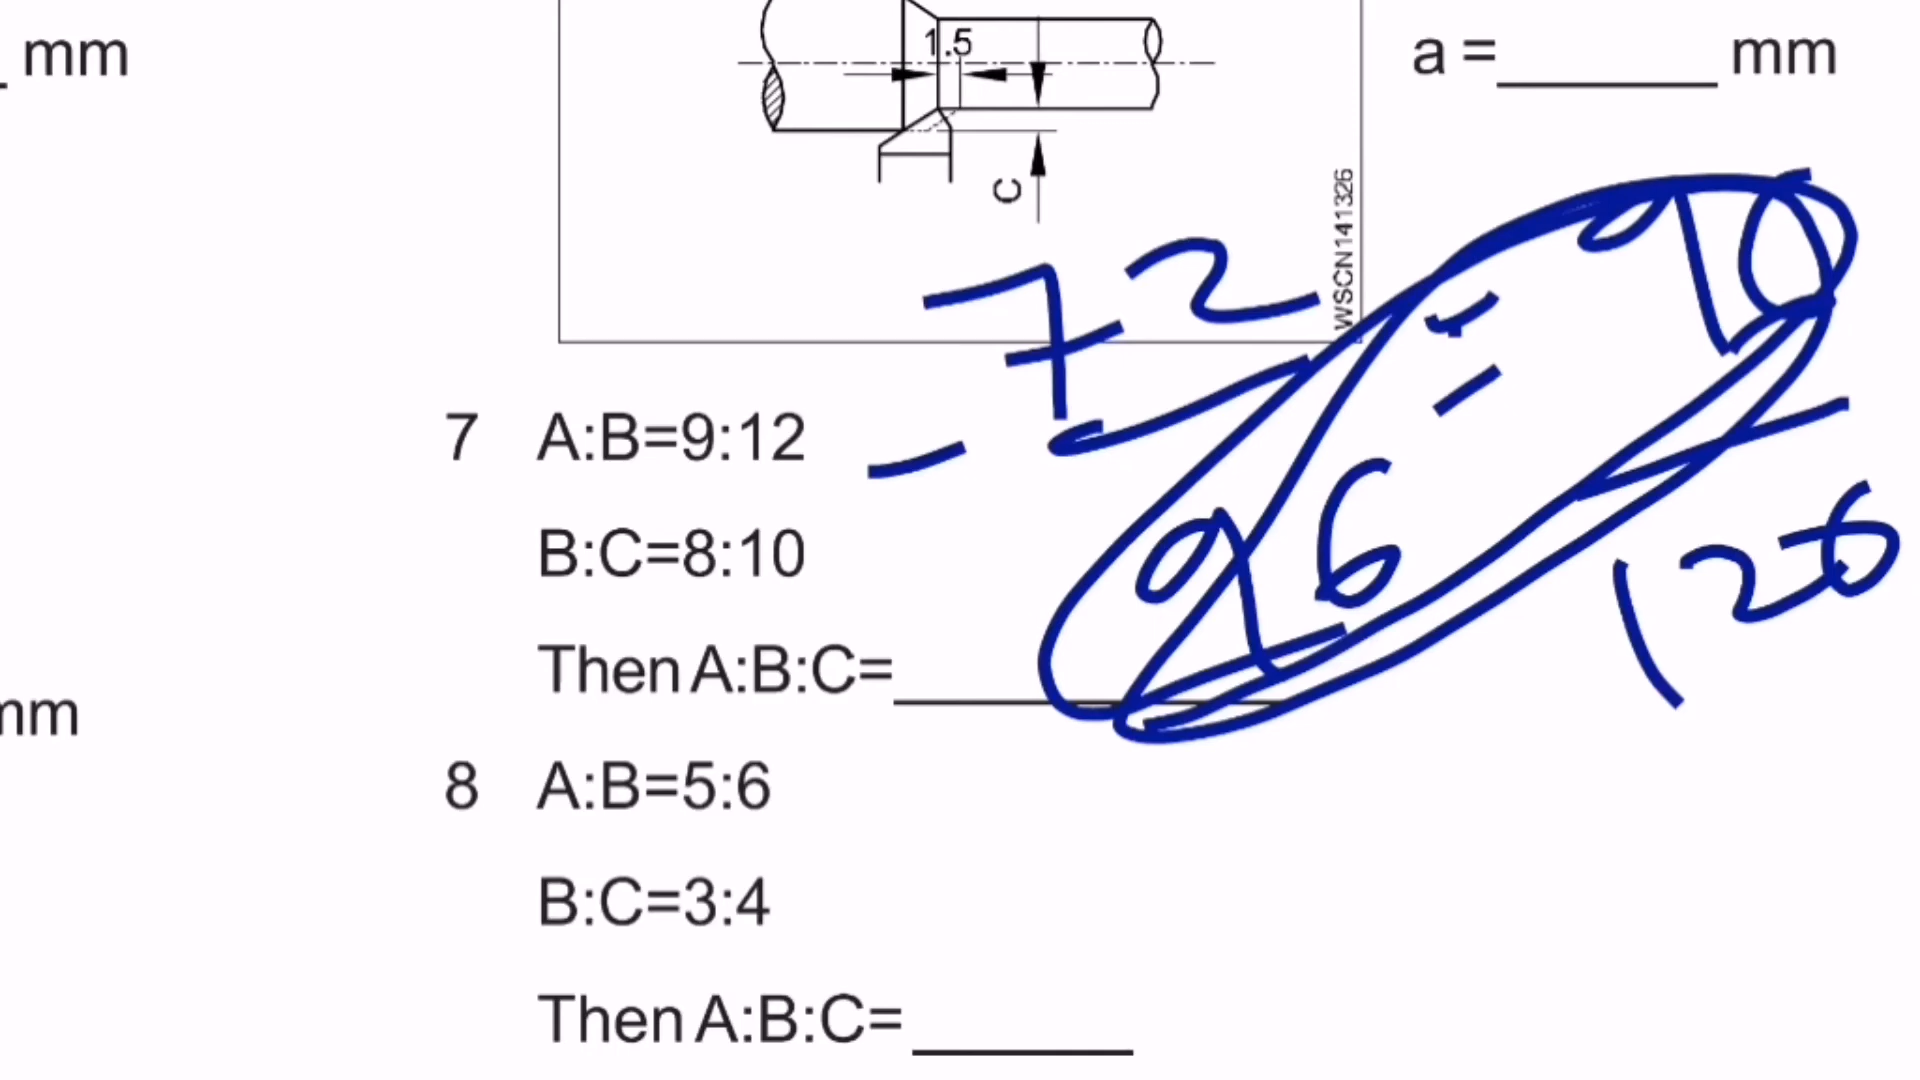 mm
1.5
C
WSCN141326
a = ______ mm
72
96
90
7 A:B=9:12
B:C=8:10
Then A:B:C=______
mm
8 A:B=5:6
B:C=3:4
Then A:B:C=______